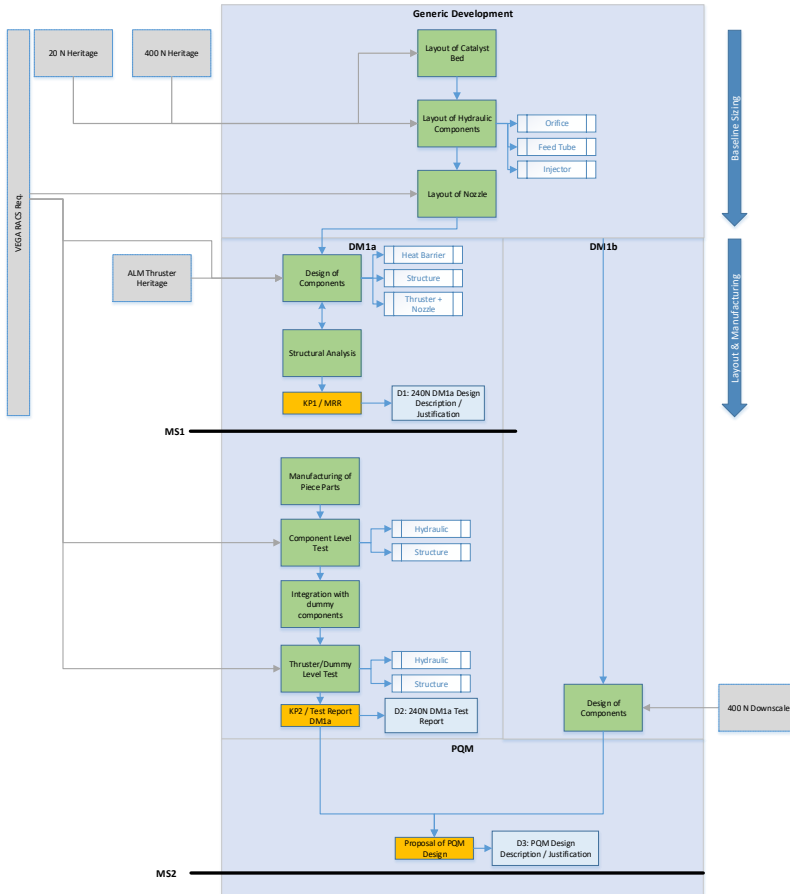 Generic Development
20 N Heritage
400 N Heritage
Layout of Catalyst
Bed
Layout of Hydraulic
Components
Orifice
Feed Tube
Injector
Baseline Sizing
Layout of Nozzle
VEGA RACS Req.
DM1a
DM1b
ALM Thruster
Heritage
Design of
Components
Heat Barrier
Structure
Thruster +
Nozzle
Layout & Manufacturing
Structural Analysis
KP1 / MRR
D1: 240N DM1a Design
Description /
Justification
MS1
Manufacturing of
Piece Parts
Component Level
Test
Hydraulic
Structure
Integration with
dummy
components
Thruster/Dummy
Level Test
Hydraulic
Structure
KP2 / Test Report
DM1a
D2: 240N DM1a Test
Report
Design of
Components
400 N Downscale
PQM
Proposal of PQM
Design
D3: PQM Design
Description / Justification
MS2